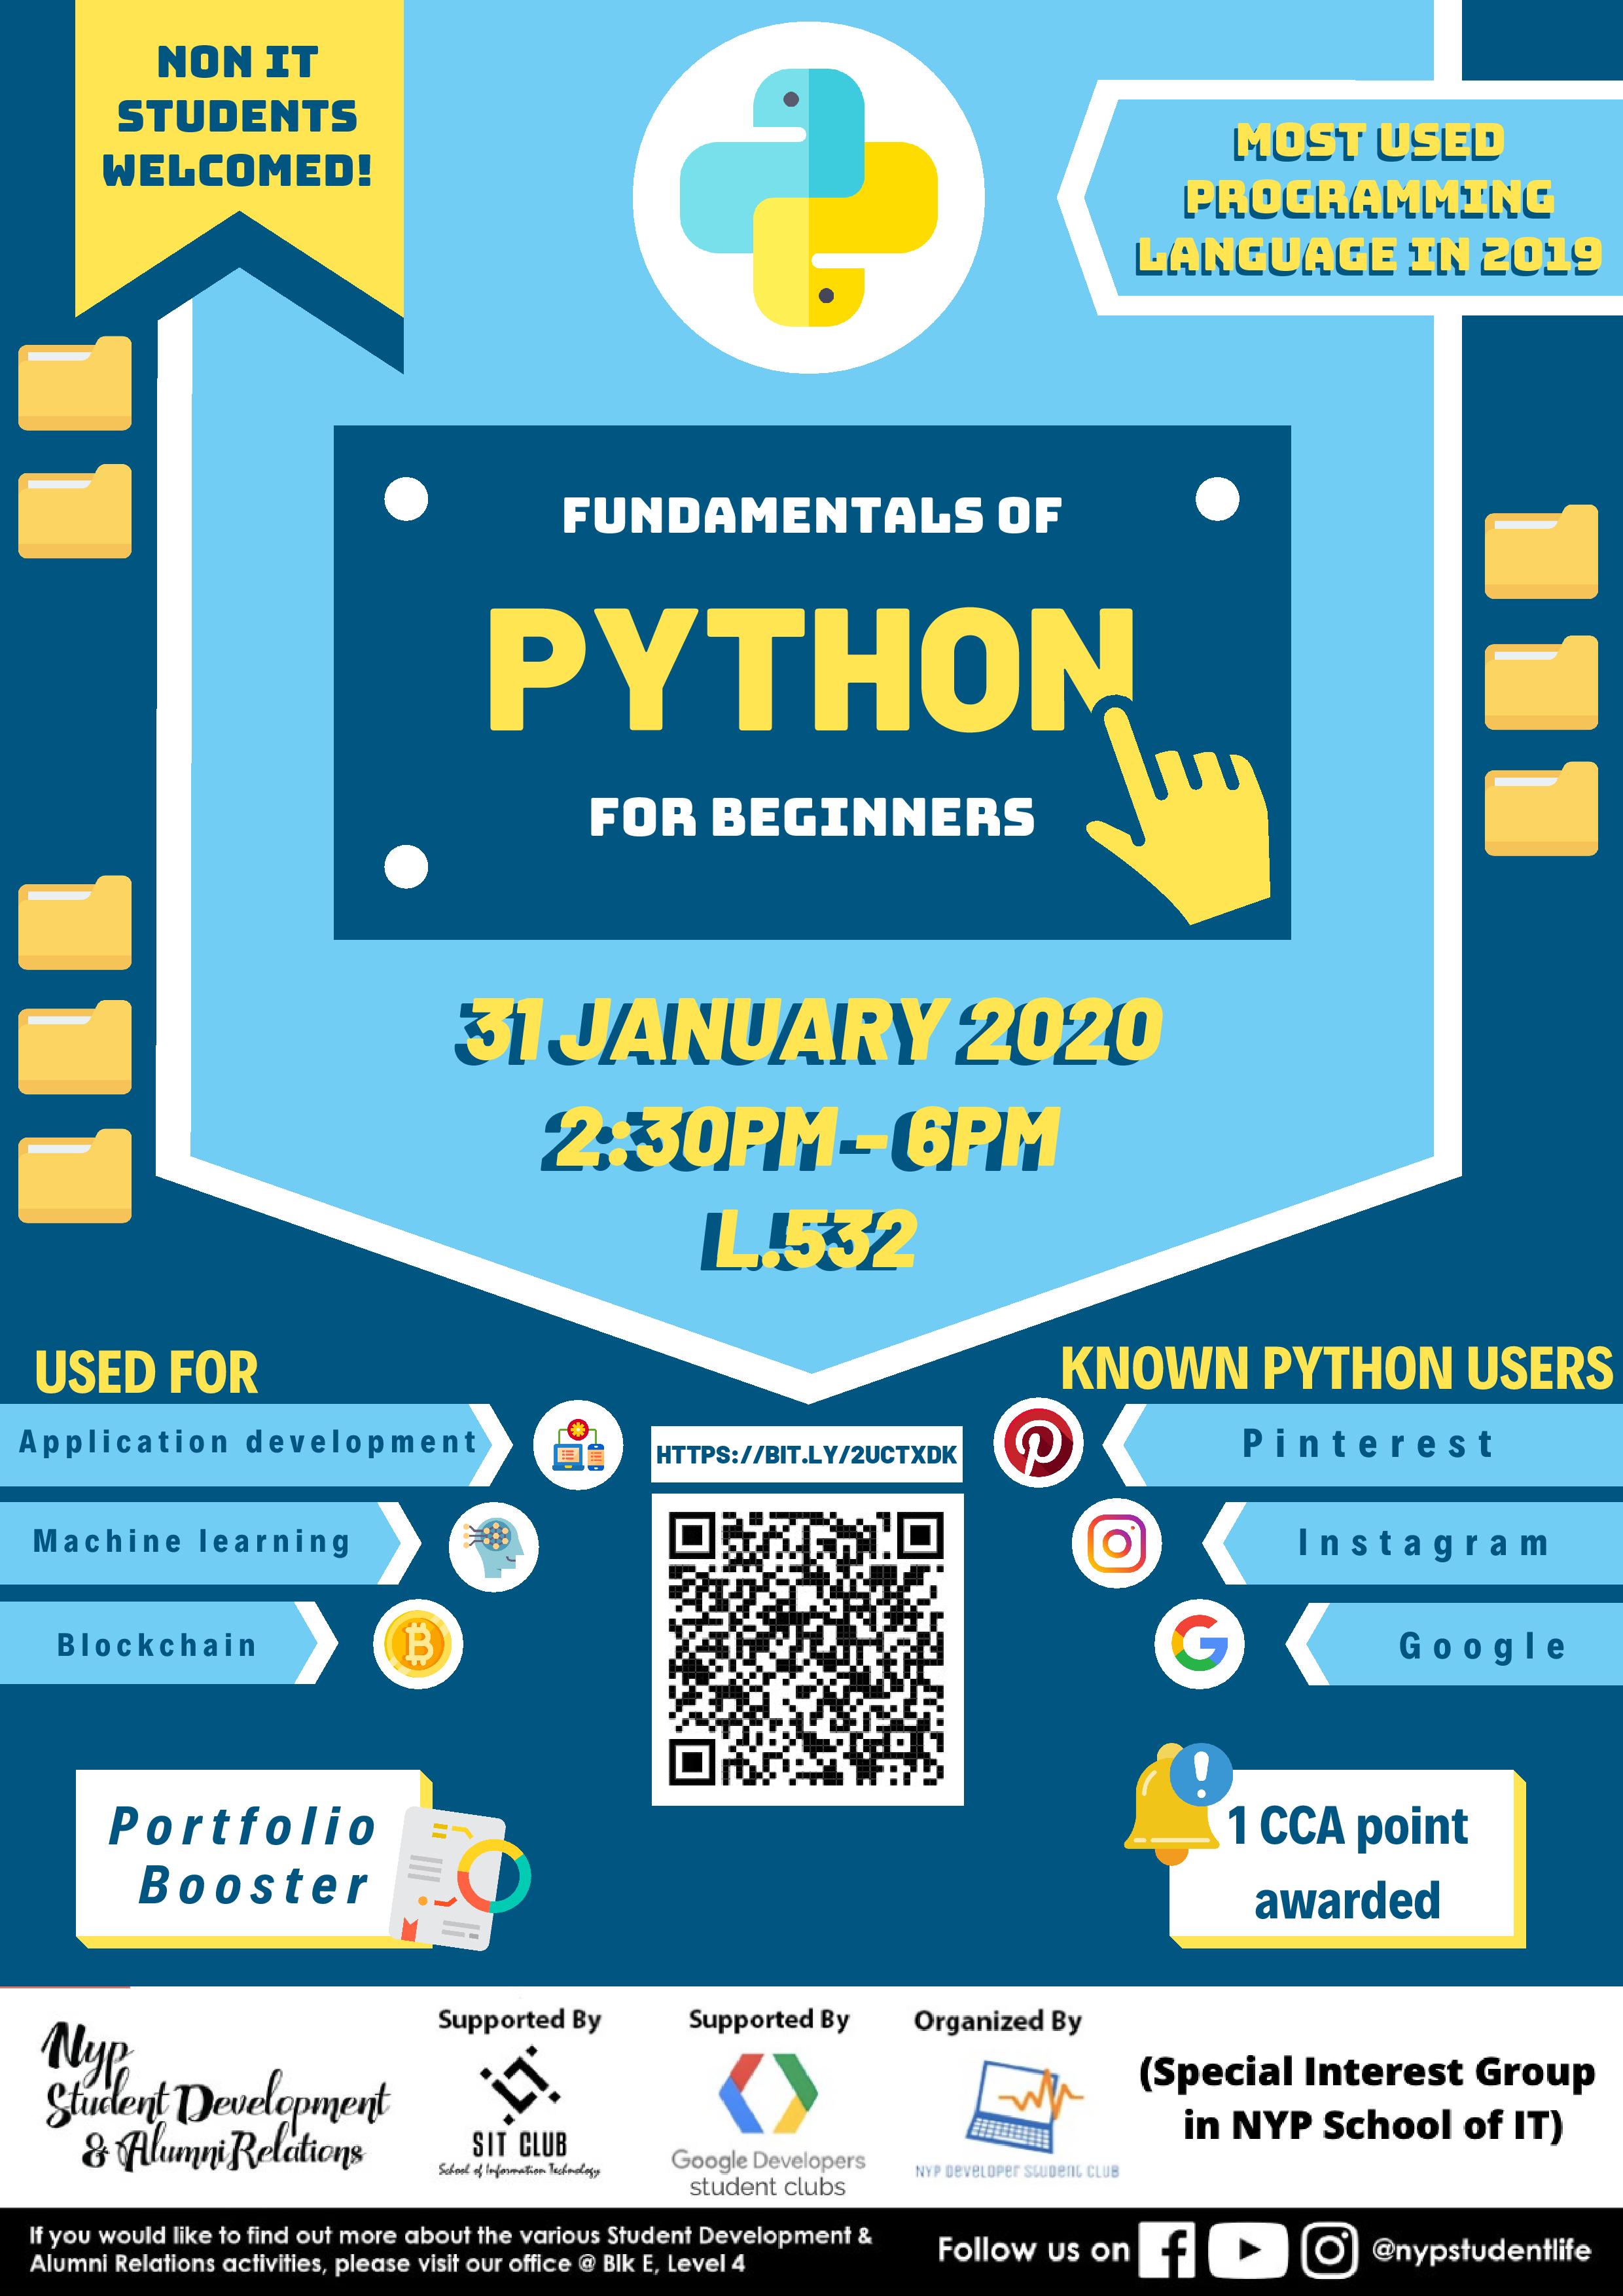 NON IT
STUDENTS
WELCOMED!
MOST USED
PROGRAMMING
LANGUAGE IN 2019
FUNDAMENTALS OF
PYTHON
FOR BEGINNERS
31 JANUARY 2020
2:30PM - 6PM
L.532
USED FOR
Application development
Machine learning
Blockchain
HTTPS://BIT.LY/2UCTXDK
KNOWN PYTHON USERS
Pinterest
Instagram
Google
Portfolio
Booster
1 CCA point
awarded
Nyp
Student Development
& Alumni Relations
Supported By
SIT CLUB
School of Information Technology
Supported By
Google Developers
student clubs
Organized By
NYP DEVELOPER STUDENT CLUB
(Special Interest Group
in NYP School of IT)
If you would like to find out more about the various Student Development &
Alumni Relations activities, please visit our office @ Blk E, Level 4
Follow us on
@nypstudentlife